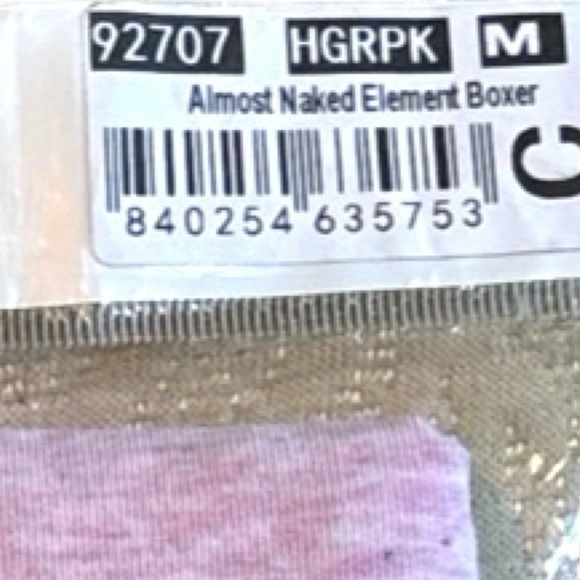 92707 HGRPK M
Almost Naked Element Boxer
C
840254 635753